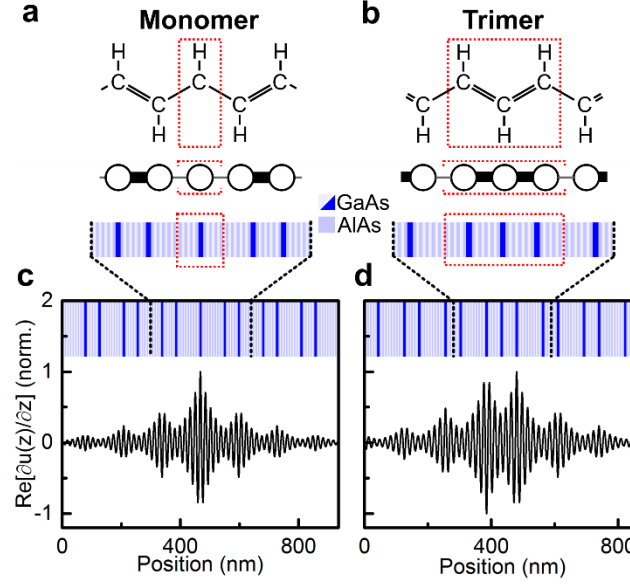 a Monomer
H H H
C C C C C
H H
b Trimer
H H H
C C C C C
H H
GaAs
AlAs
c
d
2
1
0
-1
Re[∂u(z)/∂z] (norm.)
0 400 800
Position (nm)
0 400 800
Position (nm)